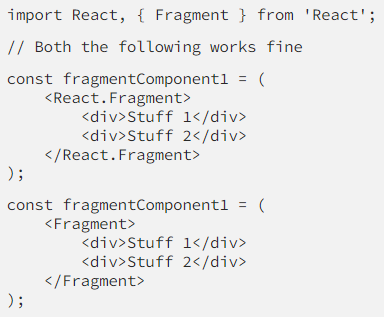 import React, { Fragment } from 'React';
// Both the following works fine
const fragmentComponent1 = (
    <React.Fragment>
        <div>Stuff 1</div>
        <div>Stuff 2</div>
    </React.Fragment>
);
const fragmentComponent1 = (
    <Fragment>
        <div>Stuff 1</div>
        <div>Stuff 2</div>
    </Fragment>
);